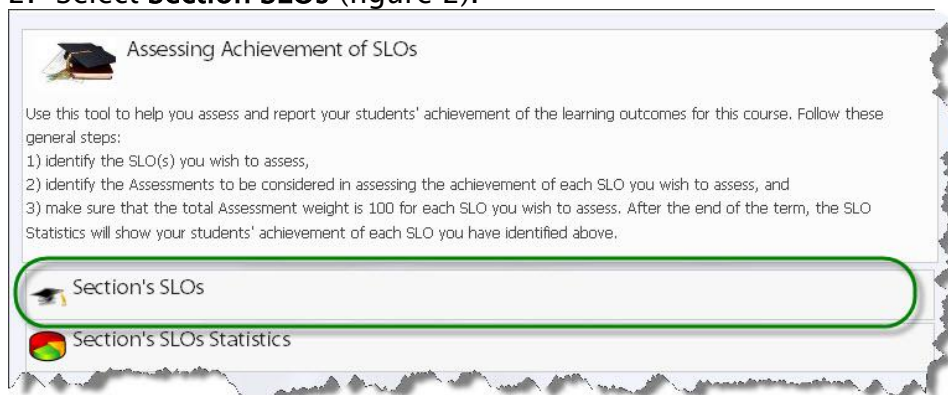 2. Select Section SLOs (figure 2).
Assessing Achievement of SLOs
Use this tool to help you assess and report your students' achievement of the learning outcomes for this course. Follow these
general steps:
1) identify the SLO(s) you wish to assess,
2) identify the Assessments to be considered in assessing the achievement of each SLO you wish to assess, and
3) make sure that the total Assessment weight is 100 for each SLO you wish to assess. After the end of the term, the SLO
Statistics will show your students' achievement of each SLO you have identified above.
Section's SLOs
Section's SLOs Statistics